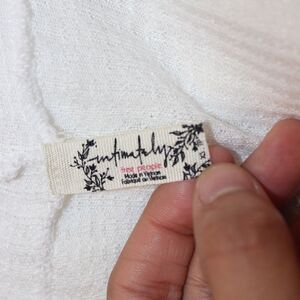 intimately
free people
Made in Vietnam
Fabriqué au Vietnam